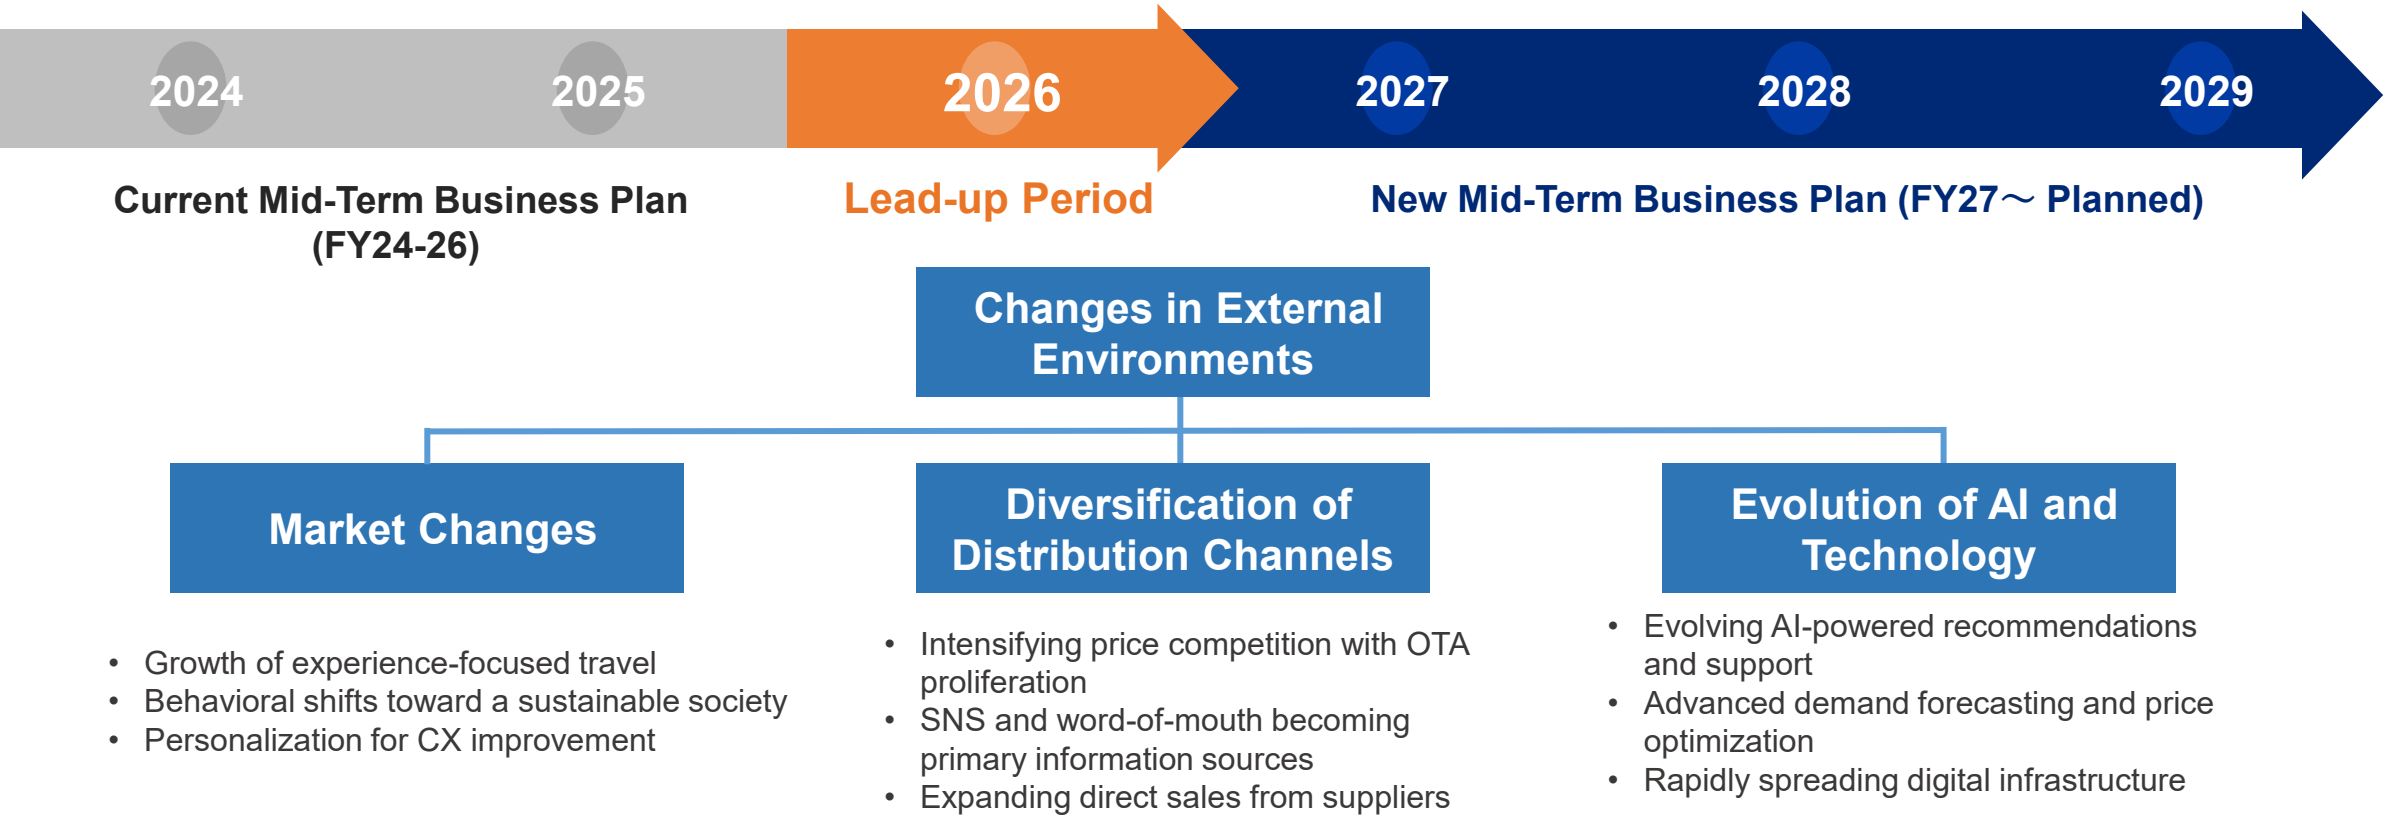 2024
2025
2026
2027
2028
2029
Current Mid-Term Business Plan
(FY24-26)
Lead-up Period
New Mid-Term Business Plan (FY27～ Planned)
Changes in External
Environments
Market Changes
• Growth of experience-focused travel
• Behavioral shifts toward a sustainable society
• Personalization for CX improvement
Diversification of
Distribution Channels
• Intensifying price competition with OTA
proliferation
• SNS and word-of-mouth becoming
primary information sources
• Expanding direct sales from suppliers
Evolution of AI and
Technology
• Evolving AI-powered recommendations
and support
• Advanced demand forecasting and price
optimization
• Rapidly spreading digital infrastructure